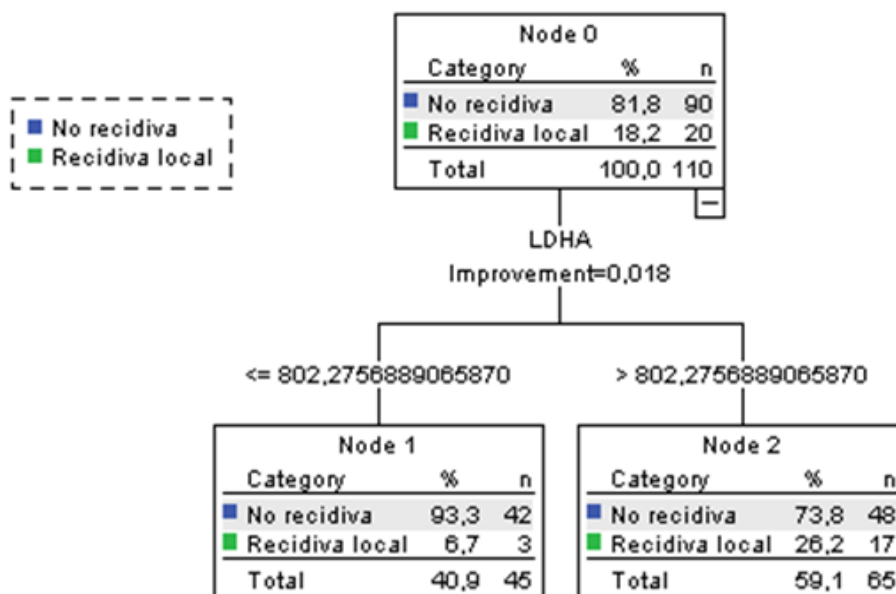 Node 0
Category % n
No recidiva 81,8 90
Recidiva local 18,2 20
Total 100,0 110
No recidiva
Recidiva local
LDHA
Improvement=0,018
<= 802,2756889065870
> 802,2756889065870
Node 1
Category % n
No recidiva 93,3 42
Recidiva local 6,7 3
Total 40,9 45
Node 2
Category % n
No recidiva 73,8 48
Recidiva local 26,2 17
Total 59,1 65